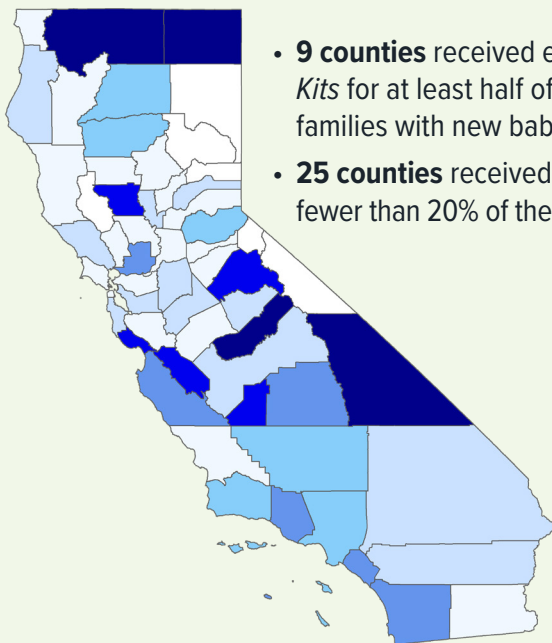 • 9 counties received e
Kits for at least half of
families with new bab
• 25 counties received
fewer than 20% of the